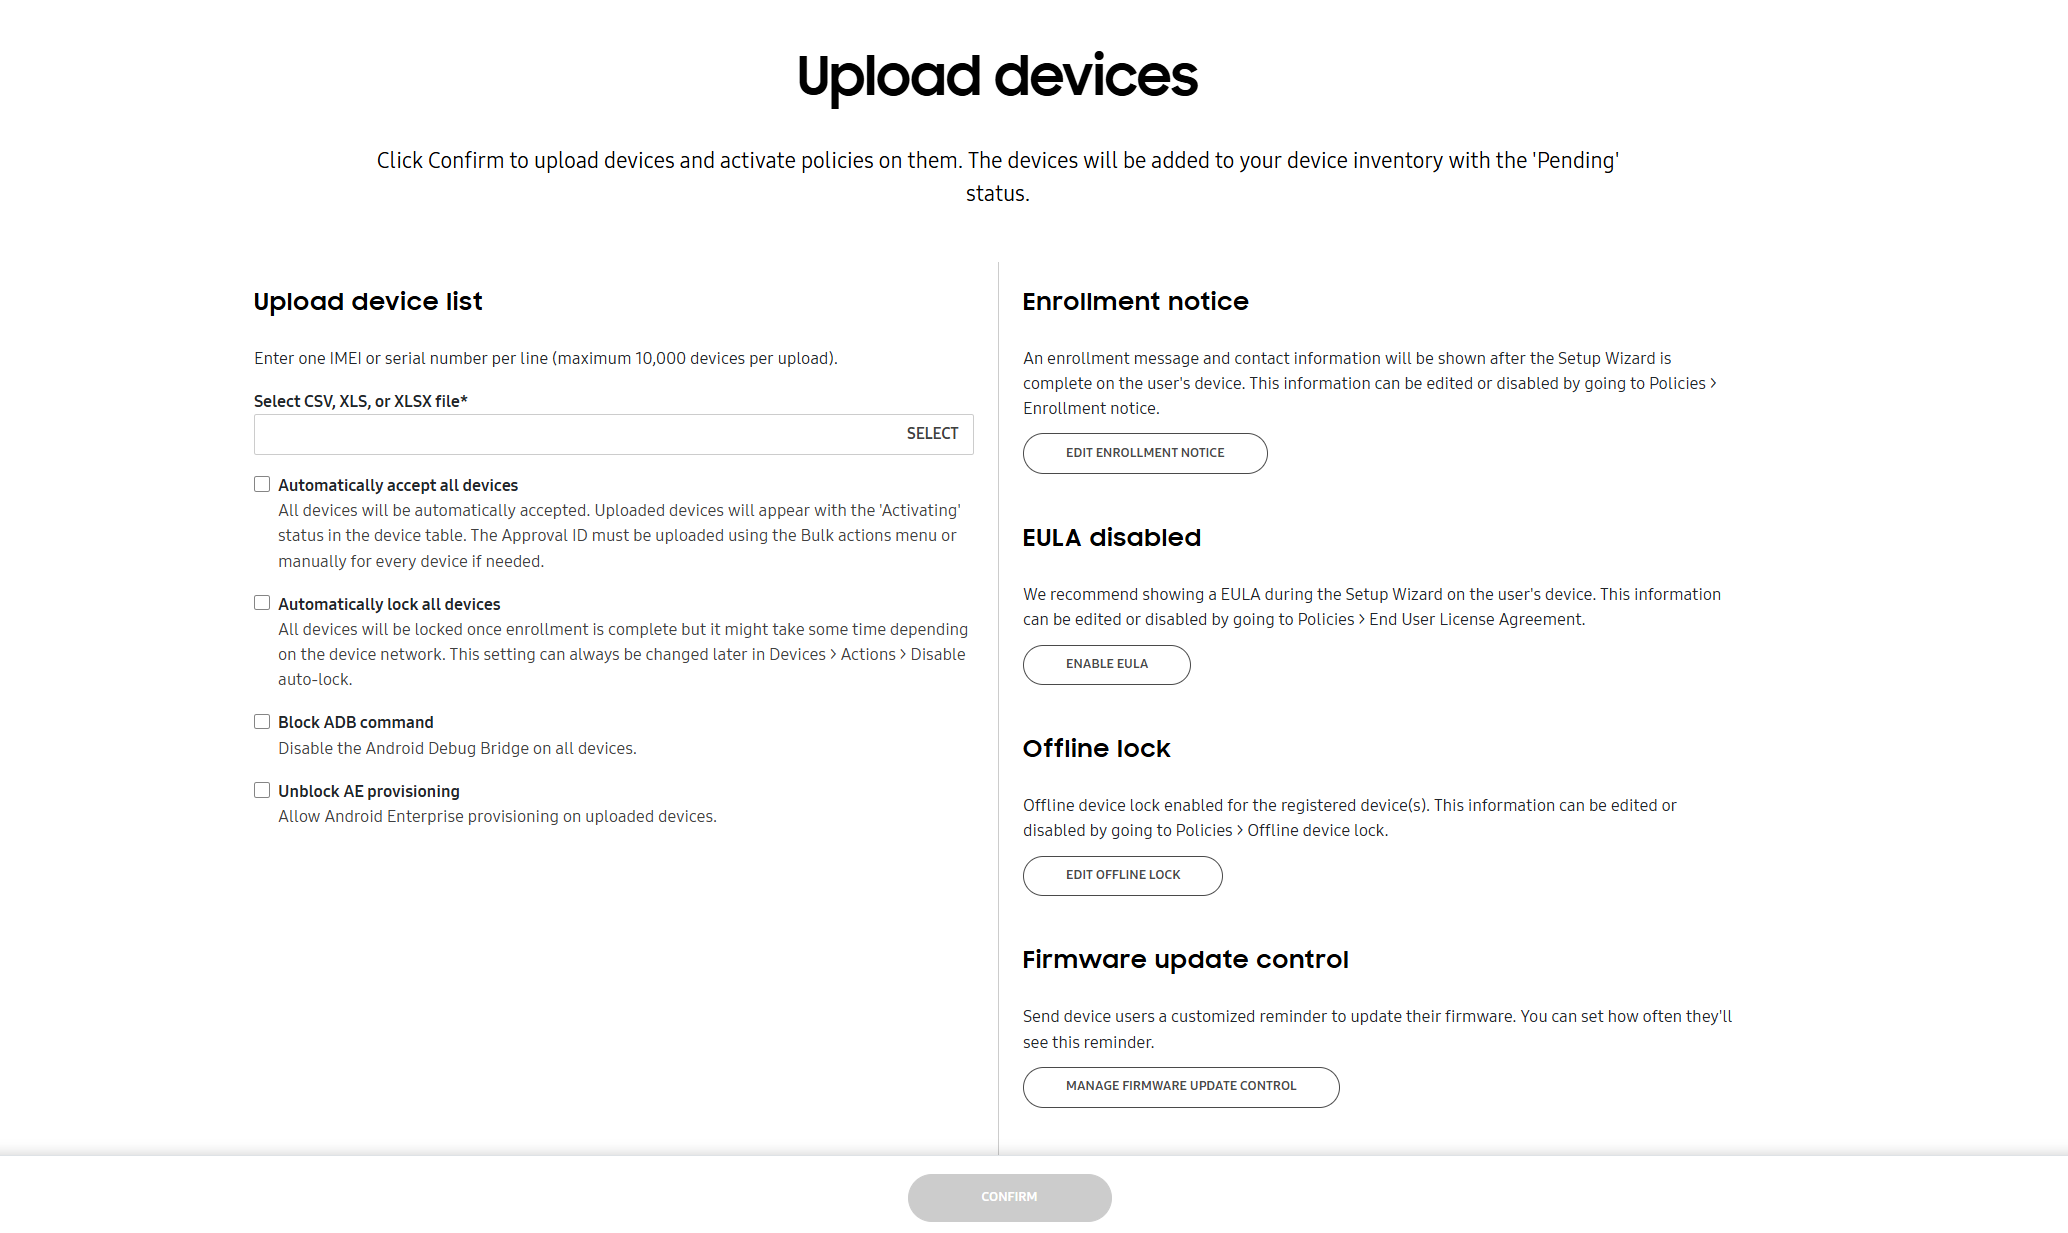 Upload devices
Click Confirm to upload devices and activate policies on them. The devices will be added to your device inventory with the 'Pending'
status.
Upload device list
Enter one IMEI or serial number per line (maximum 10,000 devices per upload).
Select CSV, XLS, or XLSX file*
SELECT
Automatically accept all devices
All devices will be automatically accepted. Uploaded devices will appear with the 'Activating'
status in the device table. The Approval ID must be uploaded using the Bulk actions menu or
manually for every device if needed.
Automatically lock all devices
All devices will be locked once enrollment is complete but it might take some time depending
on the device network. This setting can always be changed later in Devices > Actions > Disable
auto-lock.
Block ADB command
Disable the Android Debug Bridge on all devices.
Unblock AE provisioning
Allow Android Enterprise provisioning on uploaded devices.
Enrollment notice
An enrollment message and contact information will be shown after the Setup Wizard is
complete on the user's device. This information can be edited or disabled by going to Policies >
Enrollment notice.
EDIT ENROLLMENT NOTICE
EULA disabled
We recommend showing a EULA during the Setup Wizard on the user's device. This information
can be edited or disabled by going to Policies > End User License Agreement.
ENABLE EULA
Offline lock
Offline device lock enabled for the registered device(s). This information can be edited or
disabled by going to Policies > Offline device lock.
EDIT OFFLINE LOCK
Firmware update control
Send device users a customized reminder to update their firmware. You can set how often they'll
see this reminder.
MANAGE FIRMWARE UPDATE CONTROL
CONFIRM